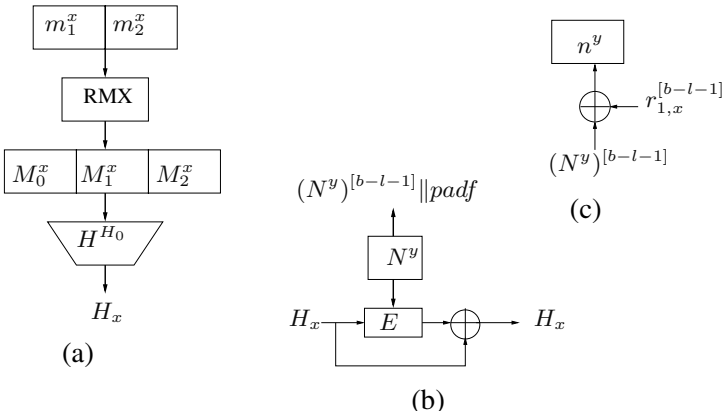 m_1^x m_2^x
RMX
M_0^x M_1^x M_2^x
H^{H_0}
H_x
(a)
(N^y)^{[b-l-1]}‖padf
N^y
H_x E H_x
(b)
n^y
r_{1,x}^{[b-l-1]}
(N^y)^{[b-l-1]}
(c)